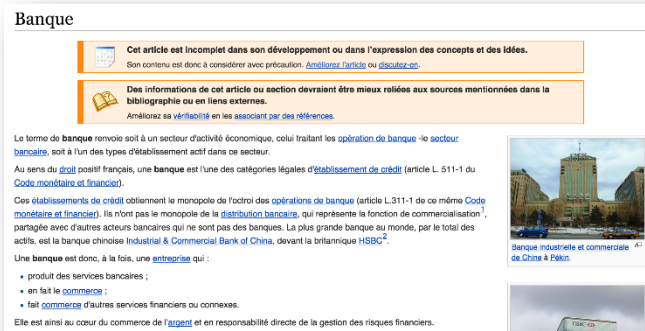 Banque
Cet article est incomplet dans son développement ou dans l'expression des concepts et des idées.
Son contenu est donc à considérer avec précaution. Améliorez l'article ou discutez-en.
Des informations de cet article ou section devraient être mieux reliées aux sources mentionnées dans la
bibliographie ou en liens externes.
Améliorez sa vérifiabilité en les associant par des références.
Le terme de banque renvoie soit à un secteur d'activité économique, celui traitant les opération de banque -le secteur
bancaire, soit à l'un des types d'établissement actif dans ce secteur.
Au sens du droit positif français, une banque est l'une des catégories légales d'établissement de crédit (article L. 511-1 du
Code monétaire et financier).
Ces établissements de crédit obtiennent le monopole de l'octroi des opérations de banque (article L.311-1 de ce même Code
monétaire et financier). Ils n'ont pas le monopole de la distribution bancaire, qui représente la fonction de commercialisation1,
partagée avec d'autres acteurs bancaires qui ne sont pas des banques. La plus grande banque au monde, par le total des
actifs, est la banque chinoise Industrial & Commercial Bank of China, devant la britannique HSBC2.
Une banque est donc, à la fois, une entreprise qui :
• produit des services bancaires ;
• en fait le commerce ;
• fait commerce d'autres services financiers ou connexes.
Elle est ainsi au cœur du commerce de l'argent et en responsabilité directe de la gestion des risques financiers.
Banque industrielle et commerciale
de Chine à Pékin.
HSBC